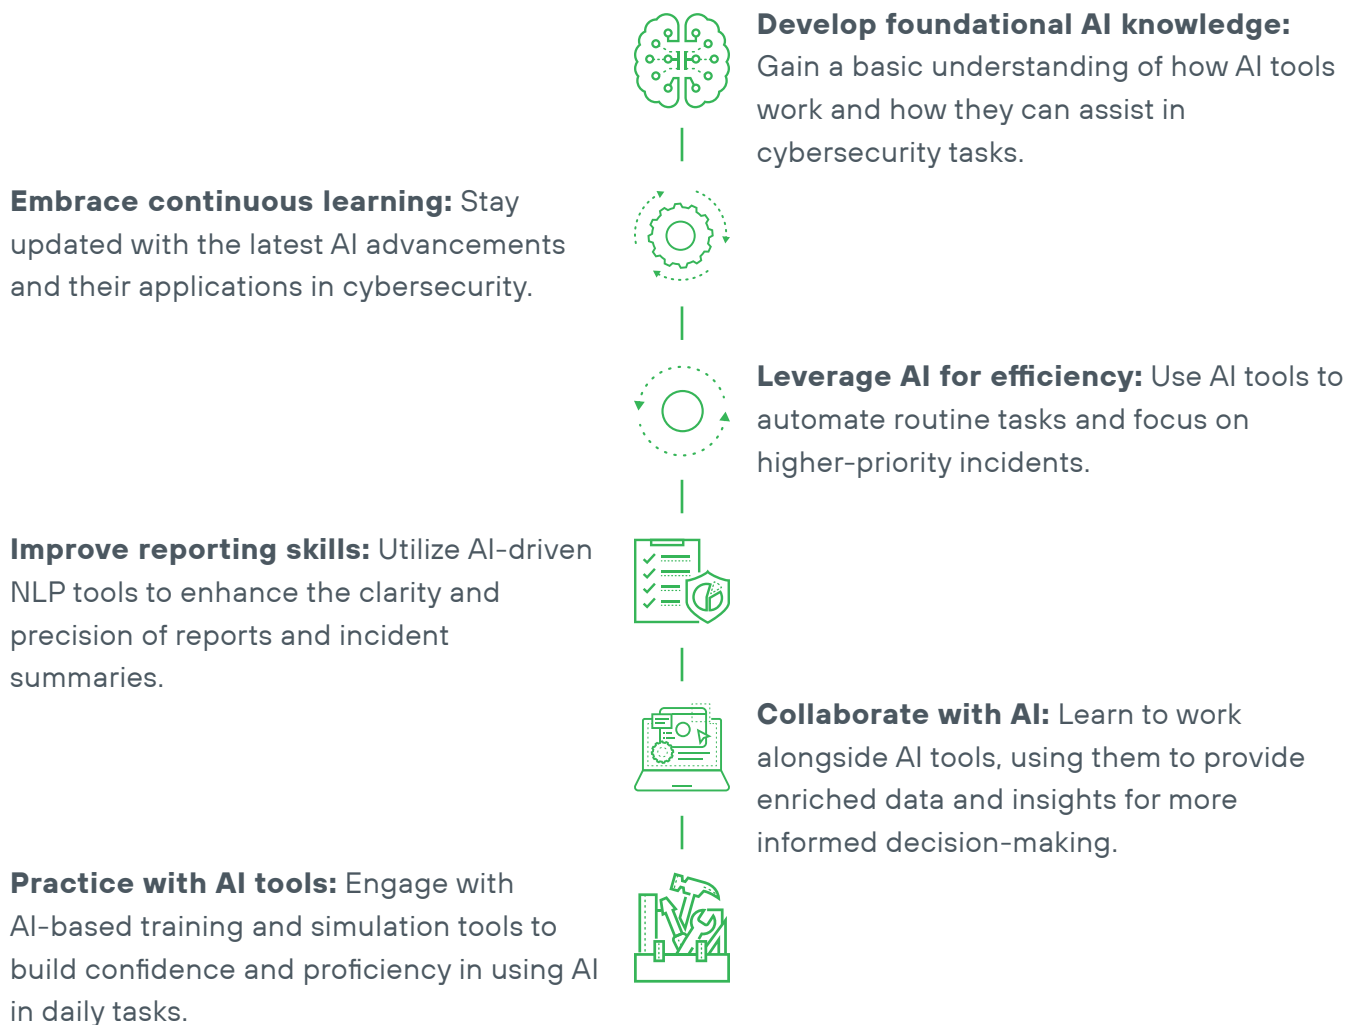 Develop foundational AI knowledge:
Gain a basic understanding of how AI tools
work and how they can assist in
cybersecurity tasks.
Embrace continuous learning: Stay
updated with the latest AI advancements
and their applications in cybersecurity.
Leverage AI for efficiency: Use AI tools to
automate routine tasks and focus on
higher-priority incidents.
Improve reporting skills: Utilize AI-driven
NLP tools to enhance the clarity and
precision of reports and incident
summaries.
Collaborate with AI: Learn to work
alongside AI tools, using them to provide
enriched data and insights for more
informed decision-making.
Practice with AI tools: Engage with
AI-based training and simulation tools to
build confidence and proficiency in using AI
in daily tasks.